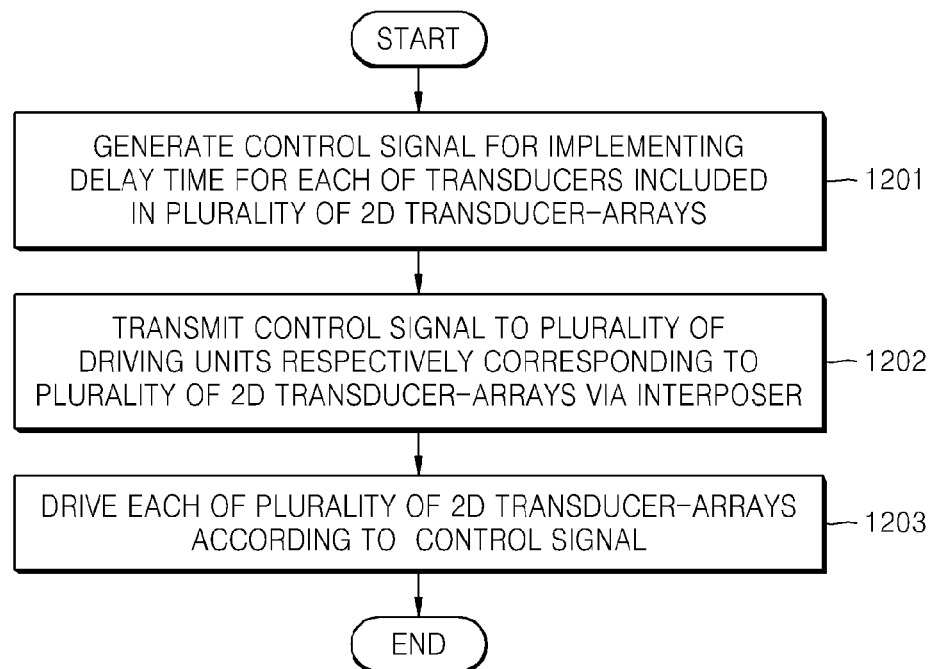 START
GENERATE CONTROL SIGNAL FOR IMPLEMENTING
DELAY TIME FOR EACH OF TRANSDUCERS INCLUDED
IN PLURALITY OF 2D TRANSDUCER-ARRAYS
1201
TRANSMIT CONTROL SIGNAL TO PLURALITY OF
DRIVING UNITS RESPECTIVELY CORRESPONDING TO
PLURALITY OF 2D TRANSDUCER-ARRAYS VIA INTERPOSER
1202
DRIVE EACH OF PLURALITY OF 2D TRANSDUCER-ARRAYS
ACCORDING TO CONTROL SIGNAL
1203
END